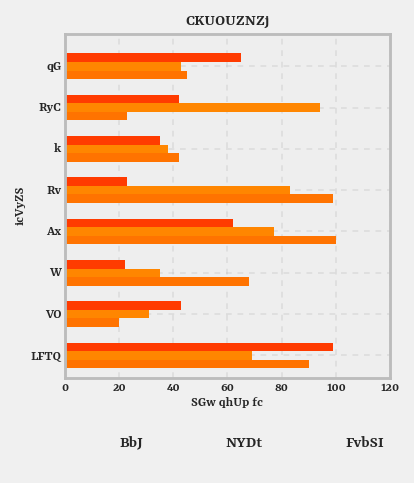 CKUOUZNZj
qG
RyC
k
Rv
Ax
W
VO
LFTQ
icVyZS
0 20 40 60 80 100 120
SGw qhUp fc
BbJ NYDt FvbSI